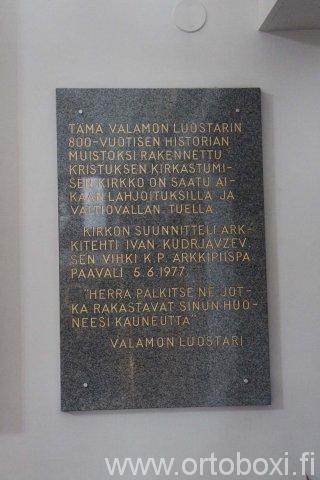 TÄMÄ VALAMON LUOSTARIN
800-VUOTISEN HISTORIAN
MUISTOKSI RAKENNETTU
KRISTUKSEN KIRKASTUMI-
SEN KIRKKO ON SAATU AI-
KAAN LAHJOITUKSILLA JA
VALTIOVALLAN TUELLA
KIRKON SUUNNITTELI ARK-
KITEHTI IVAN KUDRJAVZEV.
SEN VIHKI K.P. ARKKIPIISPA
PAAVALI 5.6.1977.
"HERRA PALKITSE NE JOT-
KA RAKASTAVAT SINUN HUO-
NEESI KAUNEUTTA"
VALAMON LUOSTARI
www.ortoboxi.fi